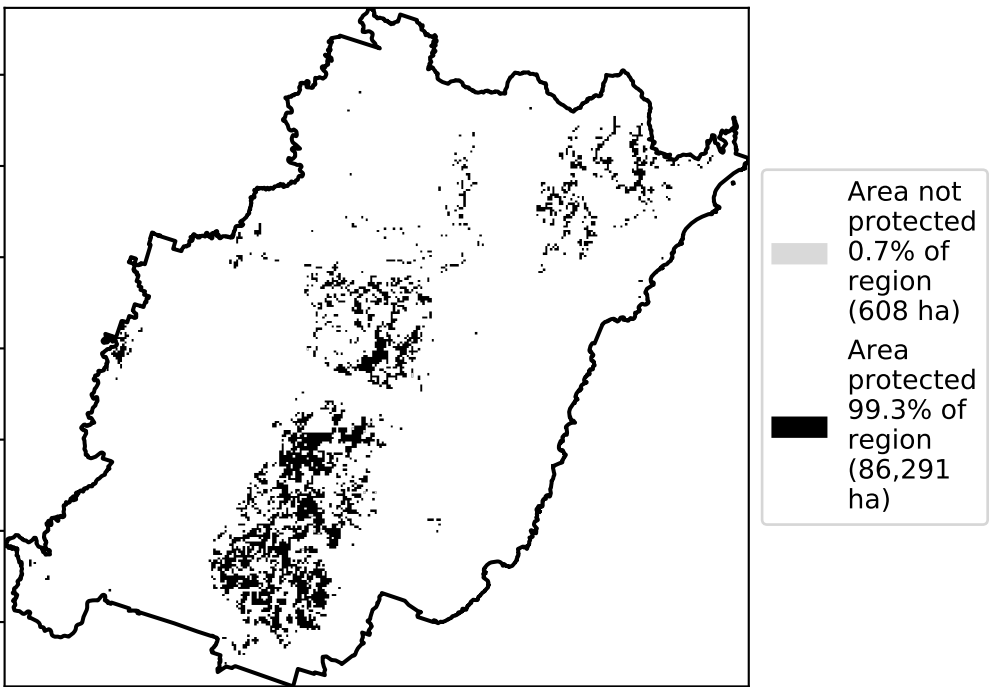 Area not
protected
0.7% of
region
(608 ha)
Area
protected
99.3% of
region
(86,291
ha)